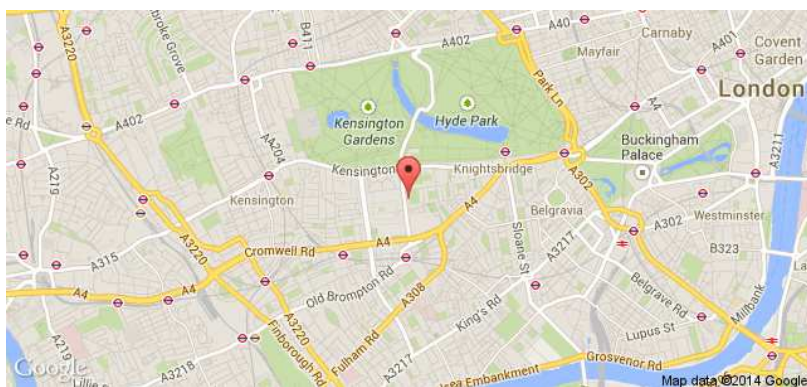 A3220
B411
A402
A40
Carnaby
A401
Mayfair
Covent
Garden
London
Park Ln
A4
Kensington
Gardens
Hyde Park
A402
A219
A3220
Buckingham
Palace
A3211
Kensington
Knightsbridge
Kensington
A302
Belgravia
Westminster
A302
A315
Cromwell Rd
A4
A4
Sloane St
A3217
B323
A4
A3220
Old Brompton Rd
A308
King's Rd
Belgrave Rd
Millbank
A219
Finborough Rd
A3220
Fulham Rd
Lupus St
A3218
A3217
Grosvenor Rd
Embankment
Google
Map data ©2014 Google